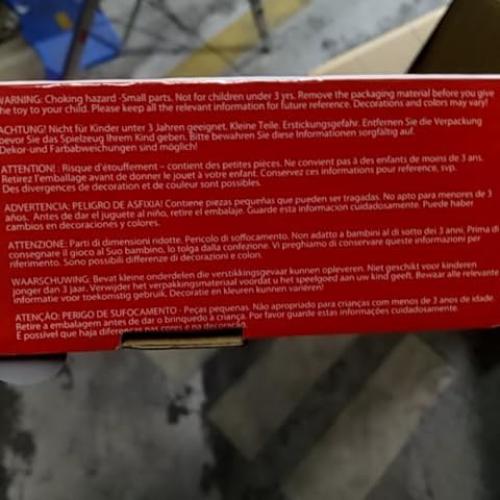 WARNING: Choking hazard -Small parts. Not for children under 3 yrs. Remove the packaging material before you give
the toy to your child. Please keep all the relevant information for future reference. Decorations and colors may vary!
ACHTUNG! Nicht für Kinder unter 3 Jahren geeignet. Kleine Teile. Erstickungsgefahr. Entfernen Sie die Verpackung
bevor Sie das Spielzeug Ihrem Kind geben. Bitte bewahren Sie diese Informationen sorgfältig auf.
Dekor-und Farbabweichungen sind möglich!
ATTENTION! : Risque d'étouffement – contient des petites pièces. Ne convient pas à des enfants de moins de 3 ans.
Retirez l'emballage avant de donner le jouet à votre enfant. Conservez ces informations pour reference, svp.
Des divergences de decoration et de couleur sont possibles.
ADVERTENCIA: PELIGRO DE ASFIXIA! Contiene piezas pequeñas que pueden ser tragadas. No apto para menores de 3
años. Antes de dar el juguete al niño, retire el embalaje. Guarde esta informacion cuidadosamente. Puede haber
cambios en decoraciones y colores.
ATTENZIONE: Parti di dimensioni ridotte. Pericolo di soffocamento. Non adatto a bambini al di sotto dei 3 anni. Prima di
consegnare il gioco al Suo bambino, lo tolga dalla confezione. Vi preghiamo di conservare queste informazioni per
riferimento. Sono possibili differenze di decorazioni e colori.
WAARSCHUWING: Bevat kleine onderdelen die verstikkingsgevaar kunnen opleveren. Niet geschikt voor kinderen
jonger dan 3 jaar. Verwijder het verpakkingsmateriaal voordat u het speelgoed aan uw kind geeft. Bewaar alle relevante
informatie voor toekomstig gebruik. Decoratie en kleuren kunnen variëren!
ATENÇÃO: PERIGO DE SUFOCAMENTO - Peças pequenas. Não apropriado para crianças com menos de 3 anos de idade.
Retire a embalagem antes de dar o brinquedo à criança. Por favor guarde estas informações cuidadosamente.
É possível que haja diferenças nas cores e na decoração.